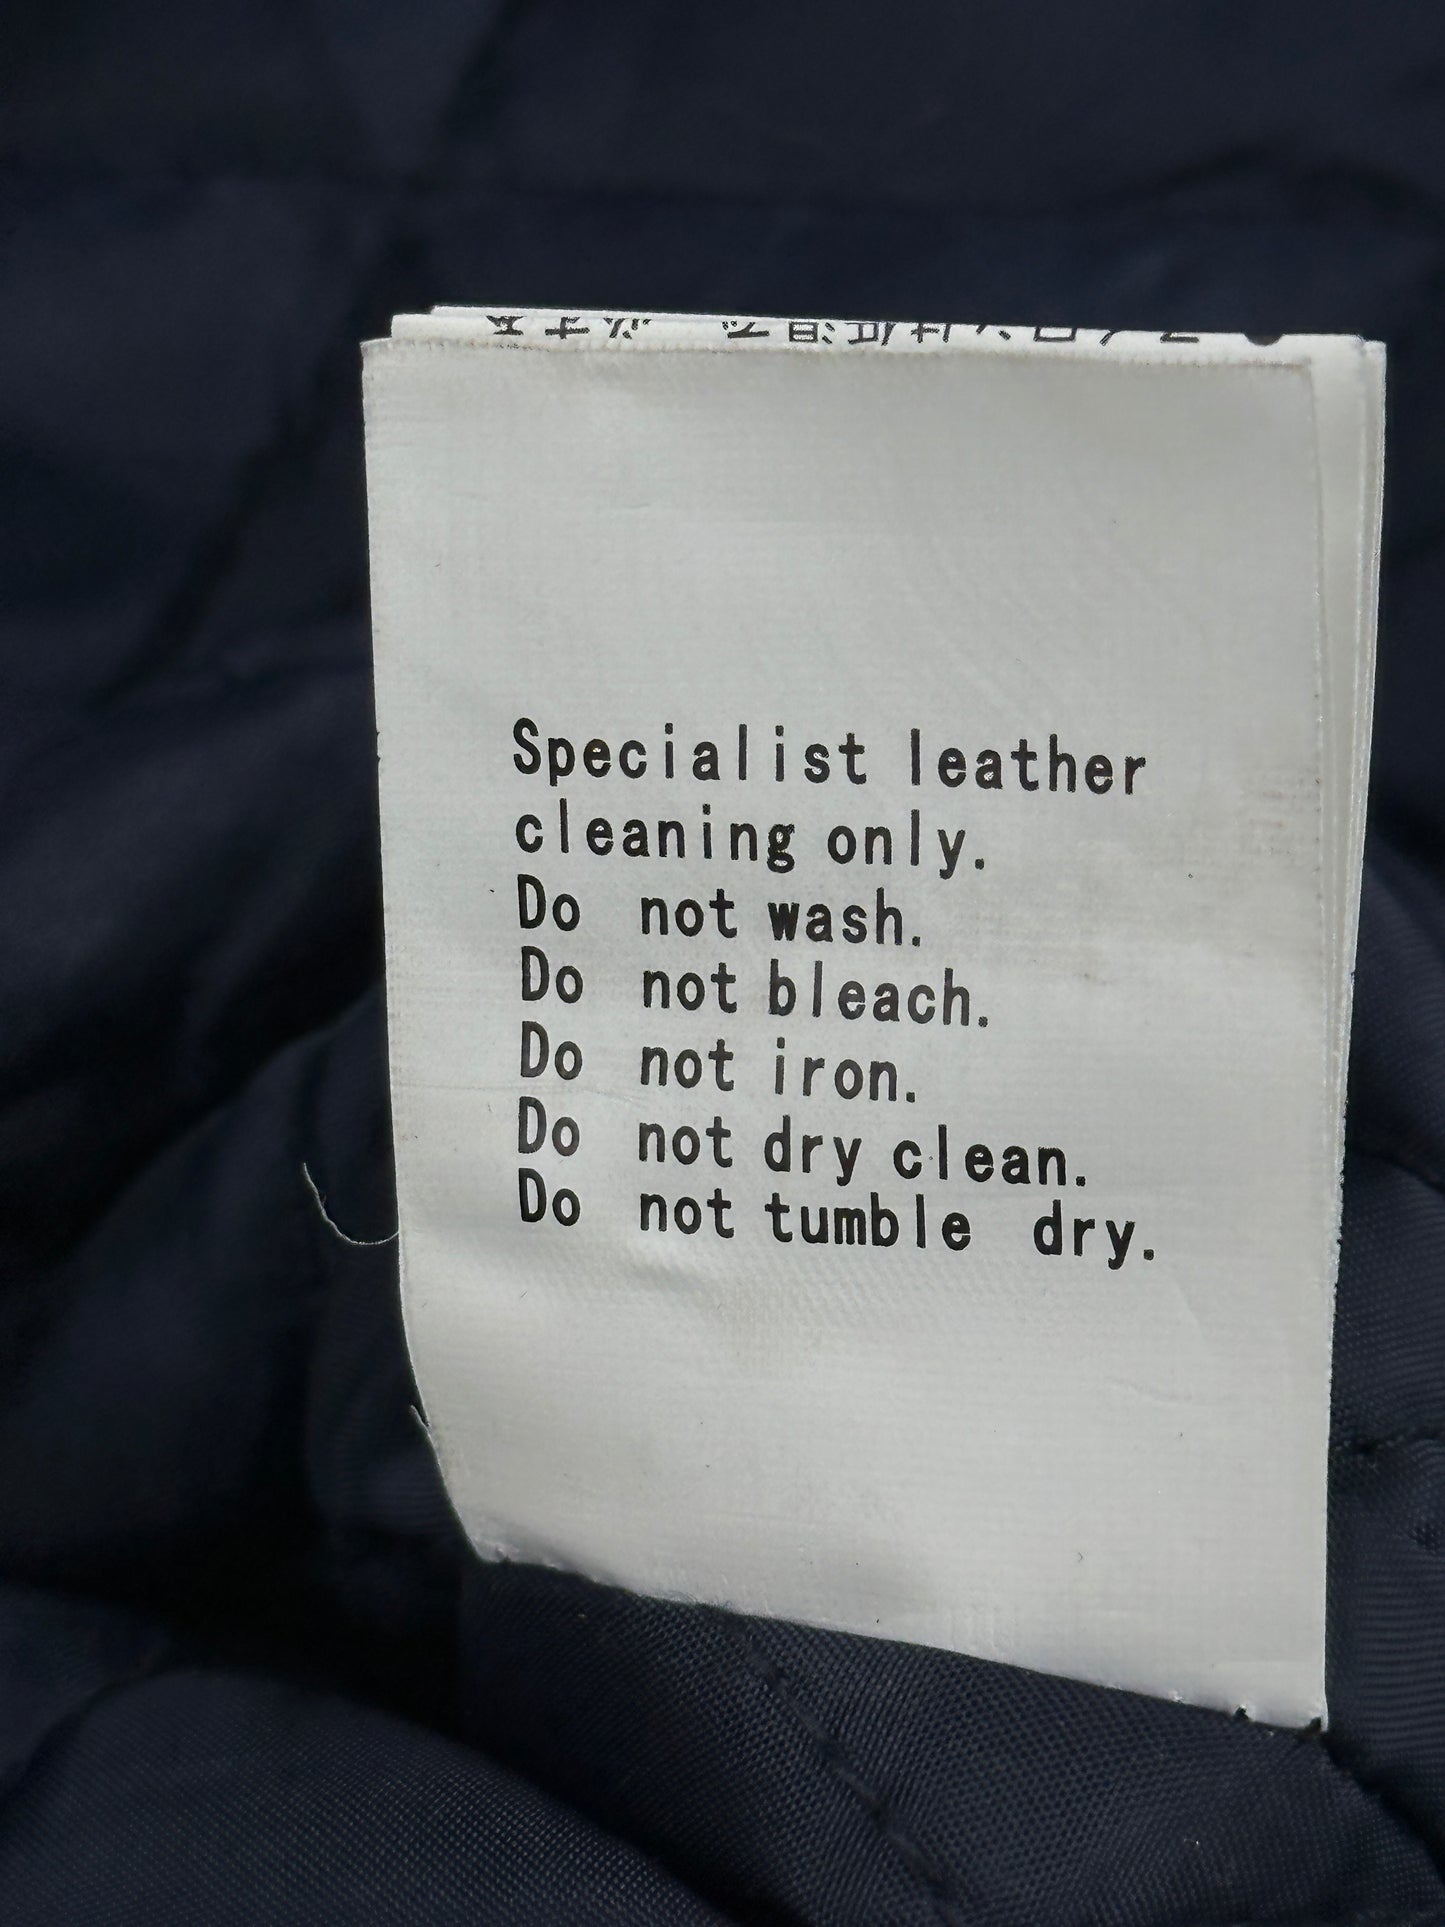 Specialist leather
cleaning only.
Do not wash.
Do not bleach.
Do not iron.
Do not dry clean.
Do not tumble dry.